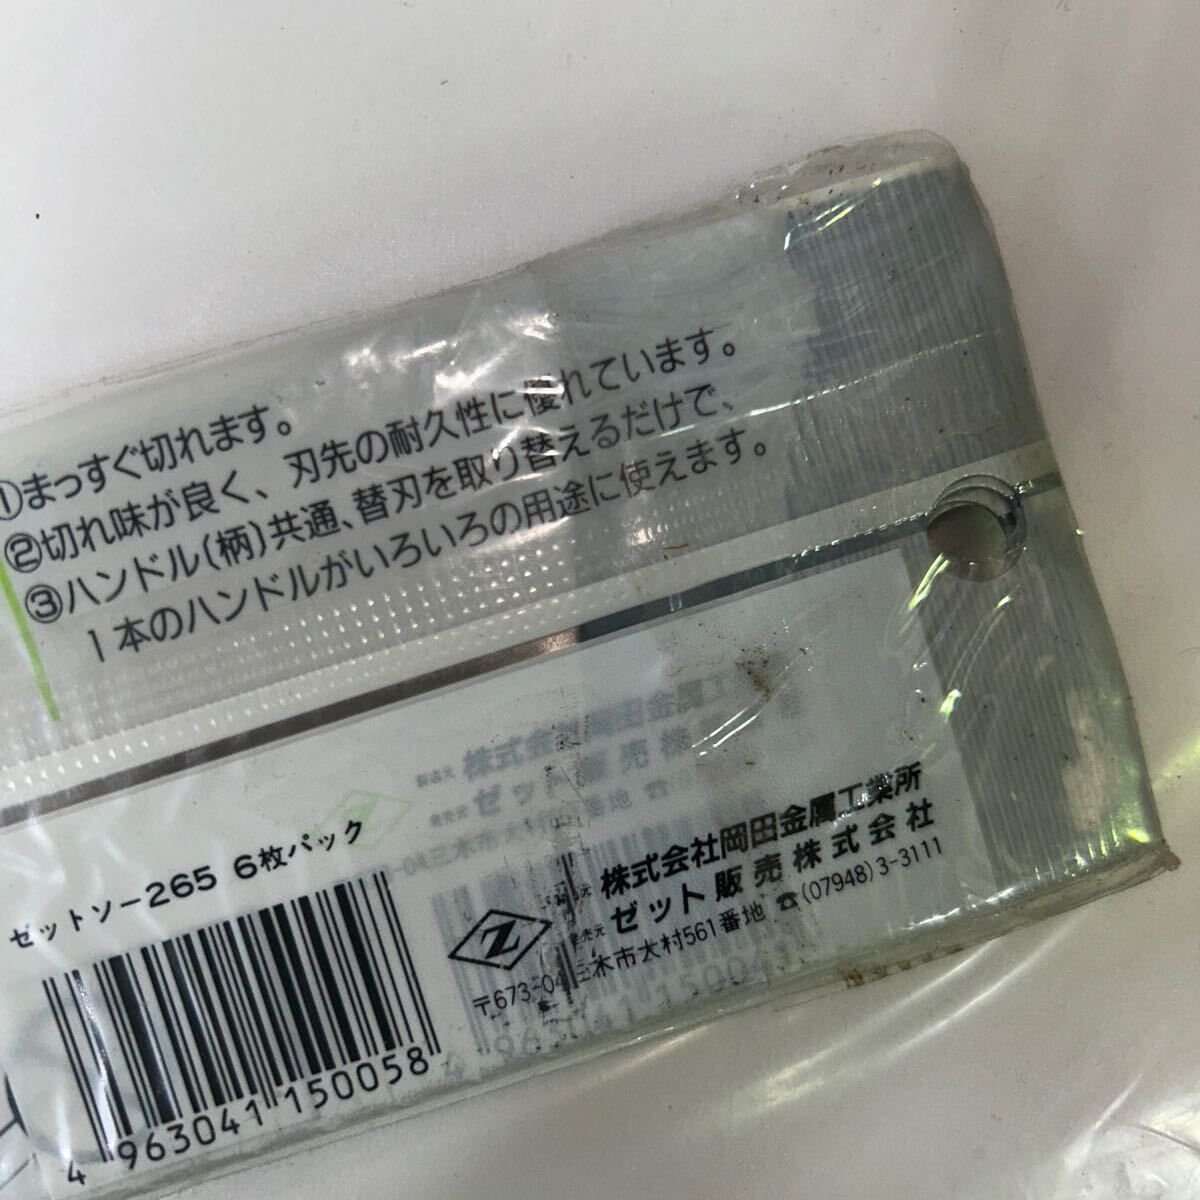 ①まっすぐ切れます。
②切れ味が良く、刃先の耐久性に優れています。
③ハンドル(柄)共通、替刃を取り替えるだけで、
1本のハンドルがいろいろの用途に使えます。
ゼットソー265 6枚パック
4 963041 150058
株式会社岡田金属工業所
発売元 ゼット販売株式会社
〒673-04 三木市大村561番地 ☎(07948)3-3111
Z